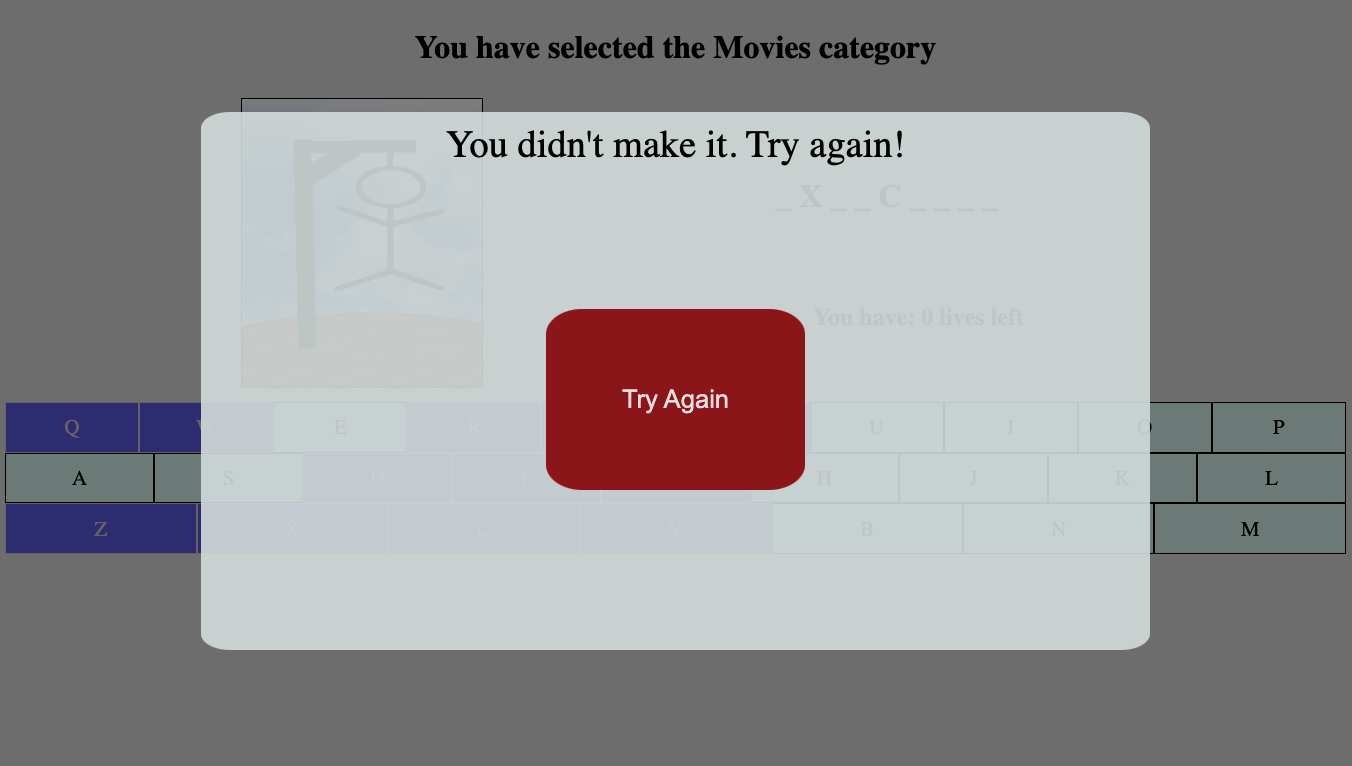 You have selected the Movies category
You didn't make it. Try again!
_ X _ _ C _ _ _ _
You have: 0 lives left
Try Again
Q W E R U I O P
A S D F H J K L
Z X C V B N M